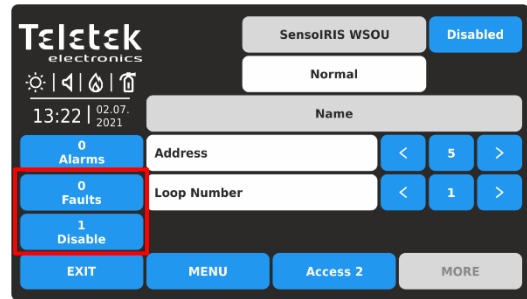 Teletek
electronics
SensoIRIS WSOU
Disabled
Normal
13:22
02.07.
2021
Name
0
Alarms
Address
<
5
>
0
Faults
Loop Number
<
1
>
1
Disable
EXIT
MENU
Access 2
MORE